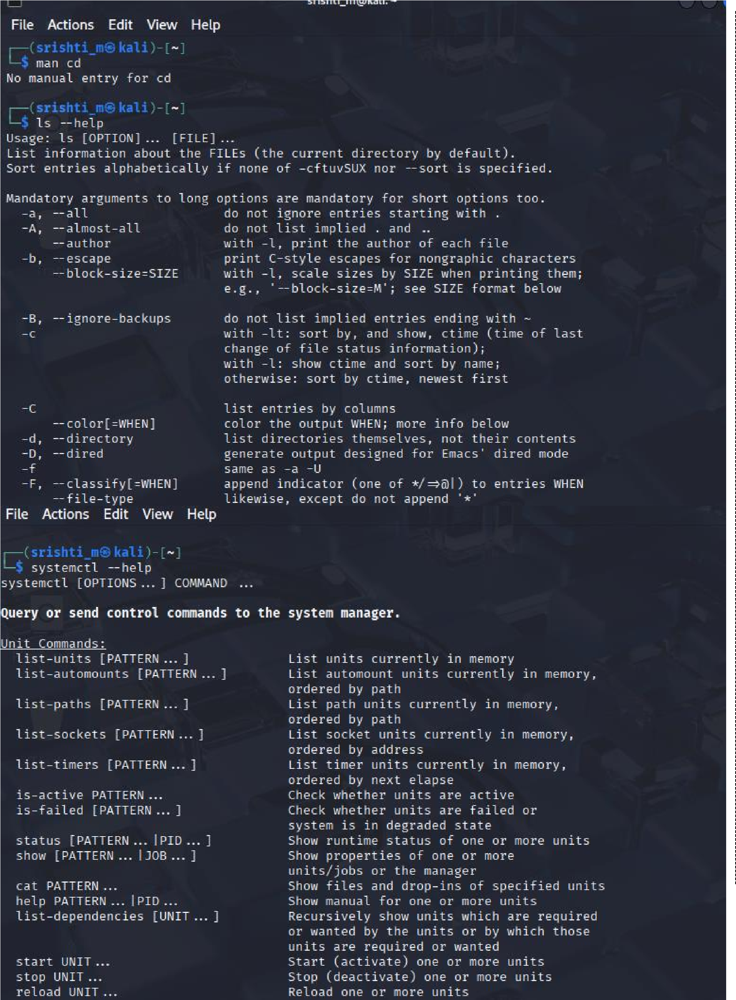 srishti_m@kali: ~
File Actions Edit View Help
┌──(srishti_m㉿kali)-[~]
└─$ man cd
No manual entry for cd
┌──(srishti_m㉿kali)-[~]
└─$ ls --help
Usage: ls [OPTION]... [FILE]...
List information about the FILEs (the current directory by default).
Sort entries alphabetically if none of -cftuvSUX nor --sort is specified.
Mandatory arguments to long options are mandatory for short options too.
-a, --all do not ignore entries starting with .
-A, --almost-all do not list implied . and ..
--author with -l, print the author of each file
-b, --escape print C-style escapes for nongraphic characters
--block-size=SIZE with -l, scale sizes by SIZE when printing them;
e.g., '--block-size=M'; see SIZE format below
-B, --ignore-backups do not list implied entries ending with ~
-c with -lt: sort by, and show, ctime (time of last
change of file status information);
with -l: show ctime and sort by name;
otherwise: sort by ctime, newest first
-C list entries by columns
--color[=WHEN] color the output WHEN; more info below
-d, --directory list directories themselves, not their contents
-D, --dired generate output designed for Emacs' dired mode
-f same as -a -U
-F, --classify[=WHEN] append indicator (one of */=>@|) to entries WHEN
--file-type likewise, except do not append '*'
File Actions Edit View Help
┌──(srishti_m㉿kali)-[~]
└─$ systemctl --help
systemctl [OPTIONS...] COMMAND ...
Query or send control commands to the system manager.
Unit Commands:
list-units [PATTERN...] List units currently in memory
list-automounts [PATTERN...] List automount units currently in memory,
ordered by path
list-paths [PATTERN...] List path units currently in memory,
ordered by path
list-sockets [PATTERN...] List socket units currently in memory,
ordered by address
list-timers [PATTERN...] List timer units currently in memory,
ordered by next elapse
is-active PATTERN... Check whether units are active
is-failed [PATTERN...] Check whether units are failed or
system is in degraded state
status [PATTERN...|PID...] Show runtime status of one or more units
show [PATTERN...|JOB...] Show properties of one or more
units/jobs or the manager
cat PATTERN... Show files and drop-ins of specified units
help PATTERN...|PID... Show manual for one or more units
list-dependencies [UNIT...] Recursively show units which are required
or wanted by the units or by which those
units are required or wanted
start UNIT... Start (activate) one or more units
stop UNIT... Stop (deactivate) one or more units
reload UNIT... Reload one or more units